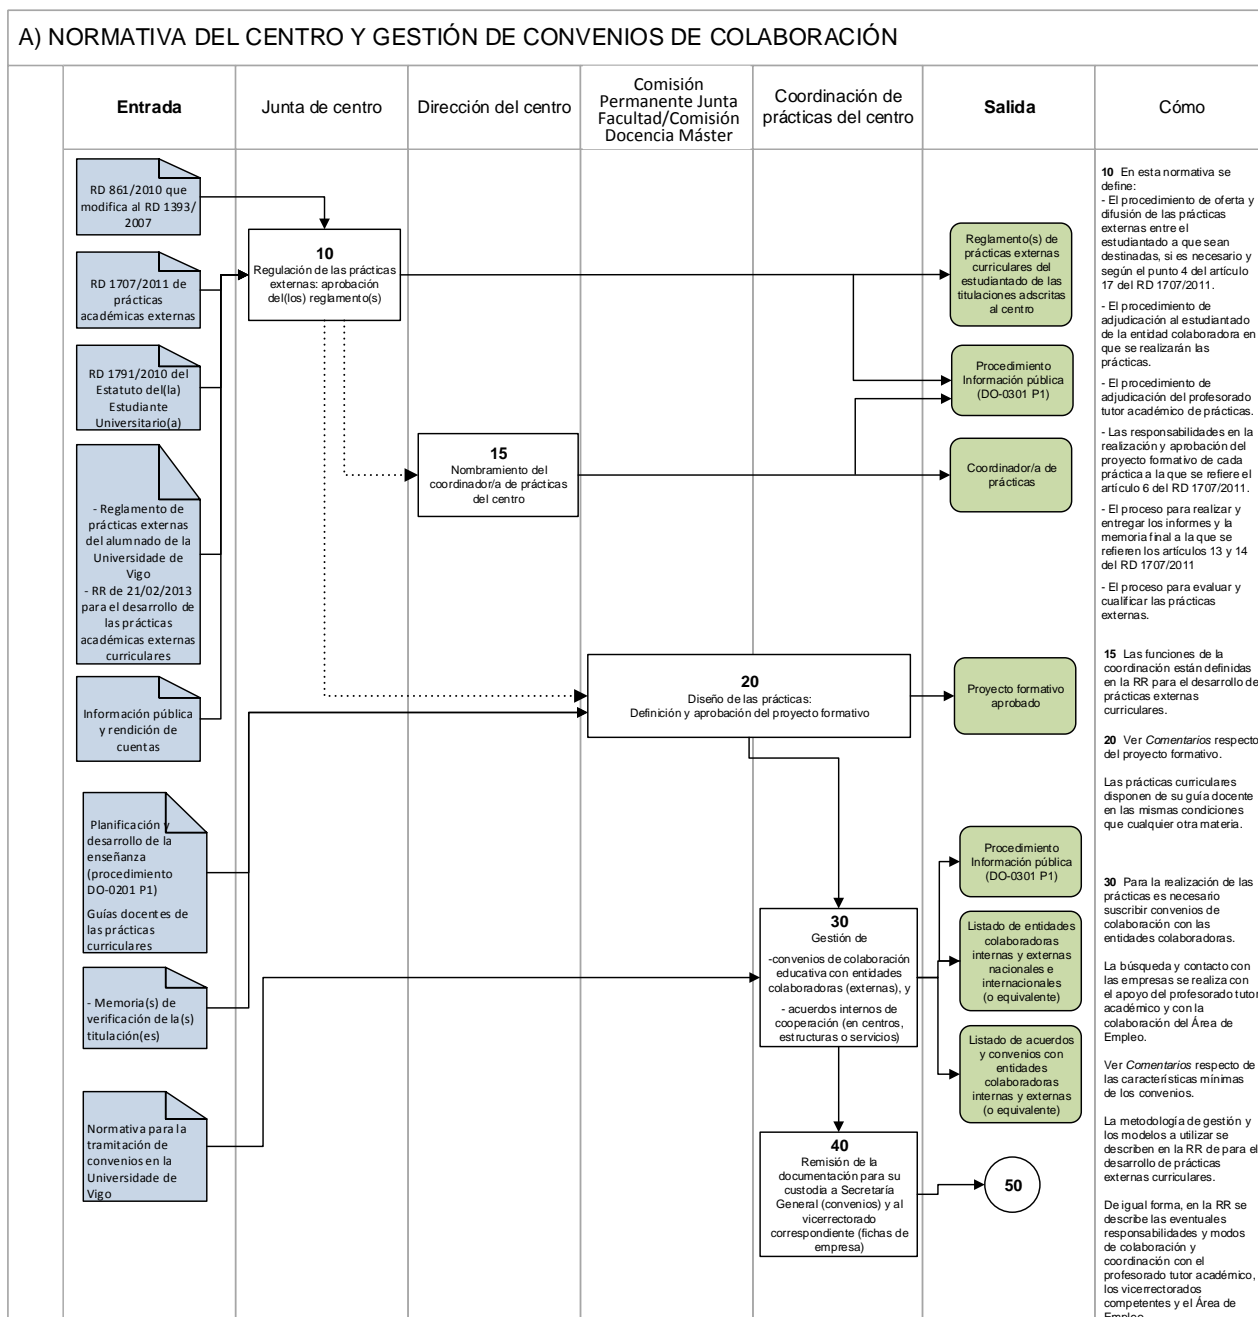 A) NORMATIVA DEL CENTRO Y GESTIÓN DE CONVENIOS DE COLABORACIÓN
Entrada
Junta de centro
Dirección del centro
Comisión
Permanente Junta
Facultad/Comisión
Docencia Máster
Coordinación de
prácticas del centro
Salida
Cómo
RD 861/2010 que
modifica al RD 1393/
2007
RD 1707/2011 de
prácticas
académicas externas
RD 1791/2010 del
Estatuto del(la)
Estudiante
Universitario(a)
- Reglamento de
prácticas externas
del alumnado de la
Universidade de
Vigo
- RR de 21/02/2013
para el desarrollo de
las prácticas
académicas externas
curriculares
Información pública
y rendición de
cuentas
Planificación y
desarrollo de la
enseñanza
(procedimiento
DO-0201 P1)
Guías docentes de
las prácticas
curriculares
- Memoria(s) de
verificación de la(s)
titulación(es)
Normativa para la
tramitación de
convenios en la
Universidade de
Vigo
10
Regulación de las prácticas
externas: aprobación
del(los) reglamento(s)
15
Nombramiento del
coordinador/a de prácticas
del centro
20
Diseño de las prácticas:
Definición y aprobación del proyecto formativo
30
Gestión de
-convenios de colaboración
educativa con entidades
colaboradoras (externas), y
- acuerdos internos de
cooperación (en centros,
estructuras o servicios)
40
Remisión de la
documentación para su
custodia a Secretaría
General (convenios) y al
vicerrectorado
correspondiente (fichas de
empresa)
Reglamento(s) de
prácticas externas
curriculares del
estudiantado de las
titulaciones adscritas
al centro
Procedimiento
Información pública
(DO-0301 P1)
Coordinador/a de
prácticas
Proyecto formativo
aprobado
Procedimiento
Información pública
(DO-0301 P1)
Listado de entidades
colaboradoras
internas y externas
nacionales e
internacionales
(o equivalente)
Listado de acuerdos
y convenios con
entidades
colaboradoras
internas y externas
(o equivalente)
50
10 En esta normativa se
define:
- El procedimiento de oferta y
difusión de las prácticas
externas entre el
estudiantado a que sean
destinadas, si es necesario y
según el punto 4 del artículo
17 del RD 1707/2011.
- El procedimiento de
adjudicación al estudiantado
de la entidad colaboradora en
que se realizarán las
prácticas.
- El procedimiento de
adjudicación del profesorado
tutor académico de prácticas.
- Las responsabilidades en la
realización y aprobación del
proyecto formativo de cada
práctica a la que se refiere el
artículo 6 del RD 1707/2011.
- El proceso para realizar y
entregar los informes y la
memoria final a la que se
refieren los artículos 13 y 14
del RD 1707/2011
- El proceso para evaluar y
cualificar las prácticas
externas.
15 Las funciones de la
coordinación están definidas
en la RR para el desarrollo de
prácticas externas
curriculares.
20 Ver Comentarios respecto
del proyecto formativo.
Las prácticas curriculares
disponen de su guía docente
en las mismas condiciones
que cualquier otra materia.
30 Para la realización de las
prácticas es necesario
suscribir convenios de
colaboración con las
entidades colaboradoras.
La búsqueda y contacto con
las empresas se realiza con
el apoyo del profesorado tutor
académico y con la
colaboración del Área de
Empleo.
Ver Comentarios respecto de
las características mínimas
de los convenios.
La metodología de gestión y
los modelos a utilizar se
describen en la RR de para el
desarrollo de prácticas
externas curriculares.
De igual forma, en la RR se
describe las eventuales
responsabilidades y modos
de colaboración y
coordinación con el
profesorado tutor académico,
los vicerrectorados
competentes y el Área de
Empleo.